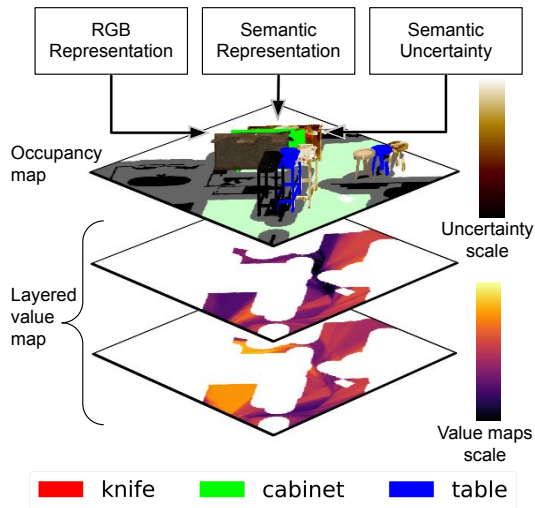 RGB
Representation
Semantic
Representation
Semantic
Uncertainty
Occupancy
map
Uncertainty
scale
Layered
value
map
Value maps
scale
knife
cabinet
table